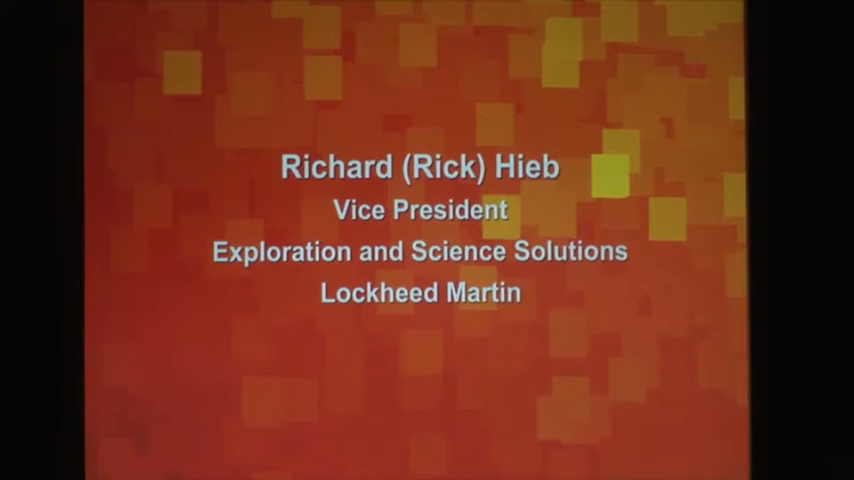 Richard (Rick) Hieb
Vice President
Exploration and Science Solutions
Lockheed Martin